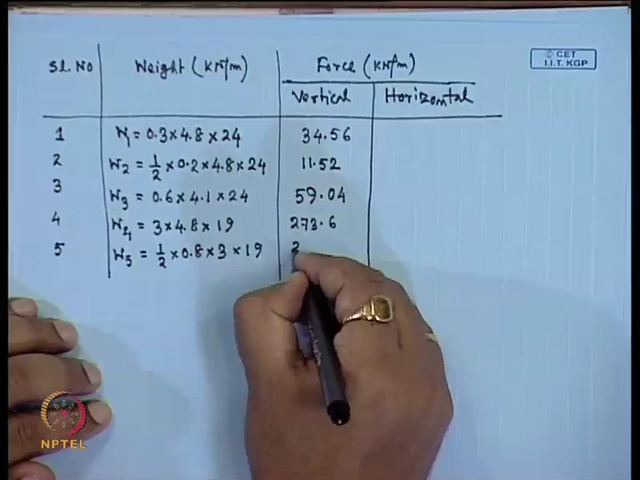 © CET
I.I.T. KGP
Sl. No Weight (KN/m) Force (KN/m)
Vertical Horizontal
1 W1 = 0.3 × 4.8 × 24 34.56
2 W2 = 1/2 × 0.2 × 4.8 × 24 11.52
3 W3 = 0.6 × 4.1 × 24 59.04
4 W4 = 3 × 4.8 × 19 273.6
5 W5 = 1/2 × 0.8 × 3 × 19 2
NPTEL